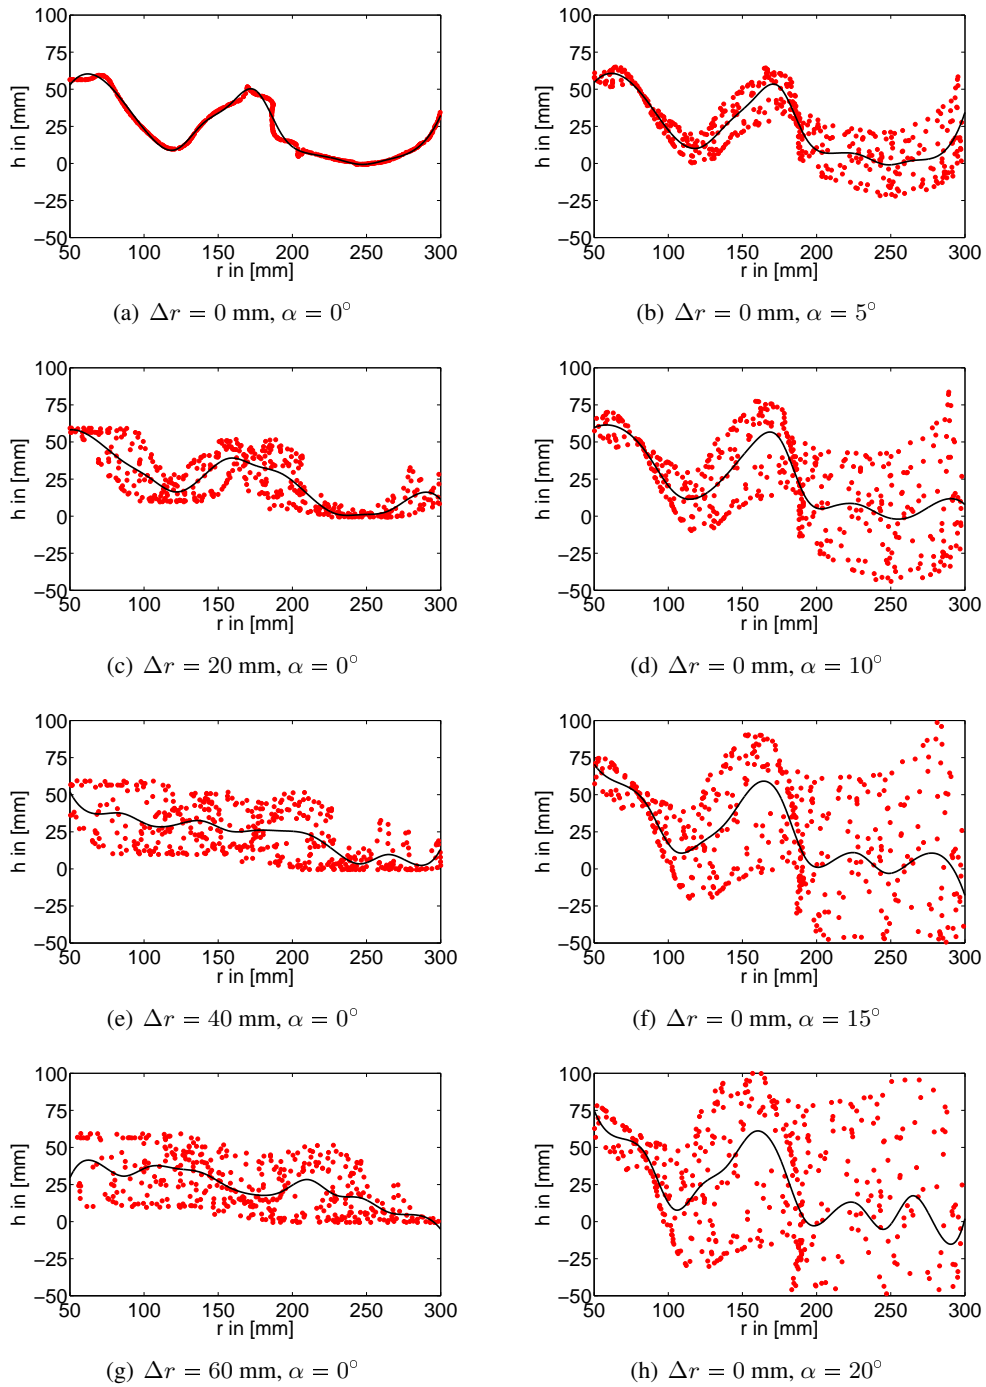 100
75
50
25
0
−25
−50
50 100 150 200 250 300
h in [mm]
r in [mm]
(a) Δr = 0 mm, α = 0°
100
75
50
25
0
−25
−50
50 100 150 200 250 300
h in [mm]
r in [mm]
(b) Δr = 0 mm, α = 5°
100
75
50
25
0
−25
−50
50 100 150 200 250 300
h in [mm]
r in [mm]
(c) Δr = 20 mm, α = 0°
100
75
50
25
0
−25
−50
50 100 150 200 250 300
h in [mm]
r in [mm]
(d) Δr = 0 mm, α = 10°
100
75
50
25
0
−25
−50
50 100 150 200 250 300
h in [mm]
r in [mm]
(e) Δr = 40 mm, α = 0°
100
75
50
25
0
−25
−50
50 100 150 200 250 300
h in [mm]
r in [mm]
(f) Δr = 0 mm, α = 15°
100
75
50
25
0
−25
−50
50 100 150 200 250 300
h in [mm]
r in [mm]
(g) Δr = 60 mm, α = 0°
100
75
50
25
0
−25
−50
50 100 150 200 250 300
h in [mm]
r in [mm]
(h) Δr = 0 mm, α = 20°